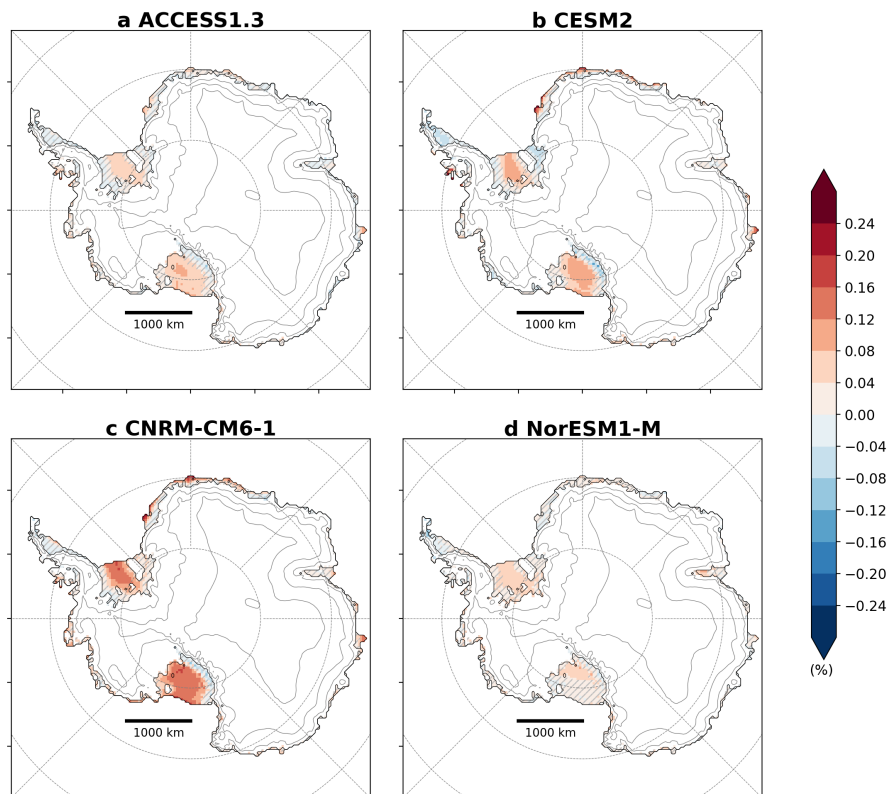 a ACCESS1.3
b CESM2
1000 km
1000 km
0.24
0.20
0.16
0.12
0.08
0.04
0.00
−0.04
−0.08
−0.12
−0.16
−0.20
−0.24
(%)
c CNRM-CM6-1
d NorESM1-M
1000 km
1000 km